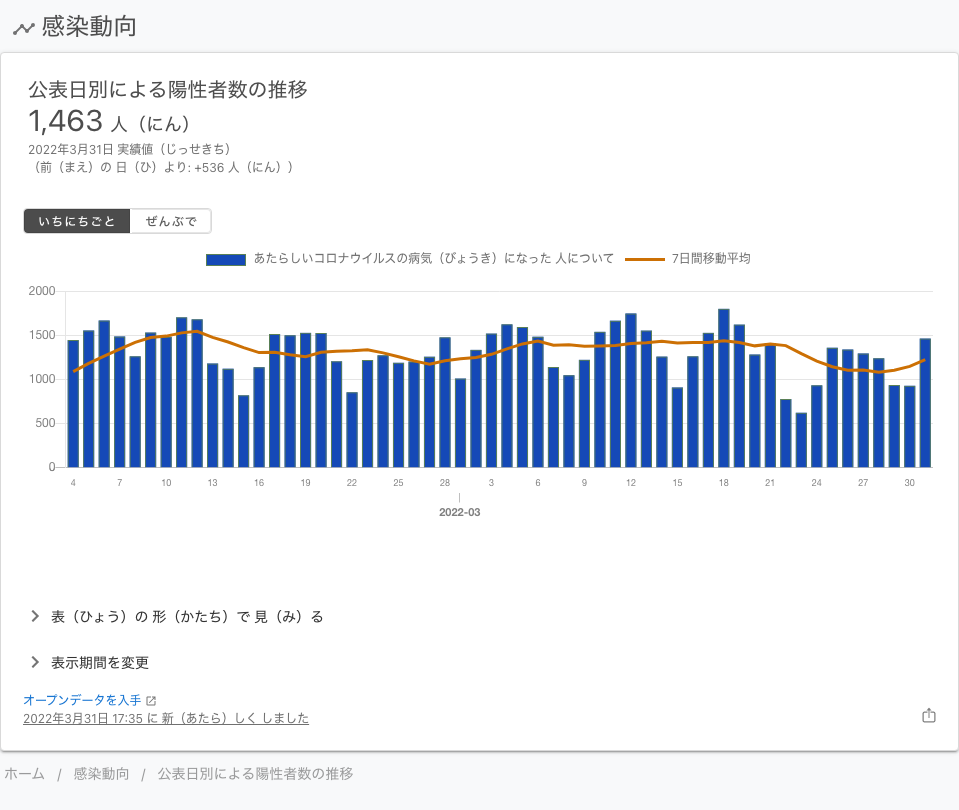 感染動向
公表日別による陽性者数の推移
1,463 人（にん）
2022年3月31日 実績値（じっせきち）
（前（まえ）の 日（ひ）より: +536 人（にん））
いちにちごと ぜんぶで
あたらしいコロナウイルスの病気（びょうき）になった 人について 7日間移動平均
2000
1500
1000
500
0
4 7 10 13 16 19 22 25 28 3 6 9 12 15 18 21 24 27 30
2022-03
表（ひょう）の 形（かたち）で 見（み）る
表示期間を変更
オープンデータを入手
2022年3月31日 17:35 に 新（あたら）しく しました
ホーム / 感染動向 / 公表日別による陽性者数の推移